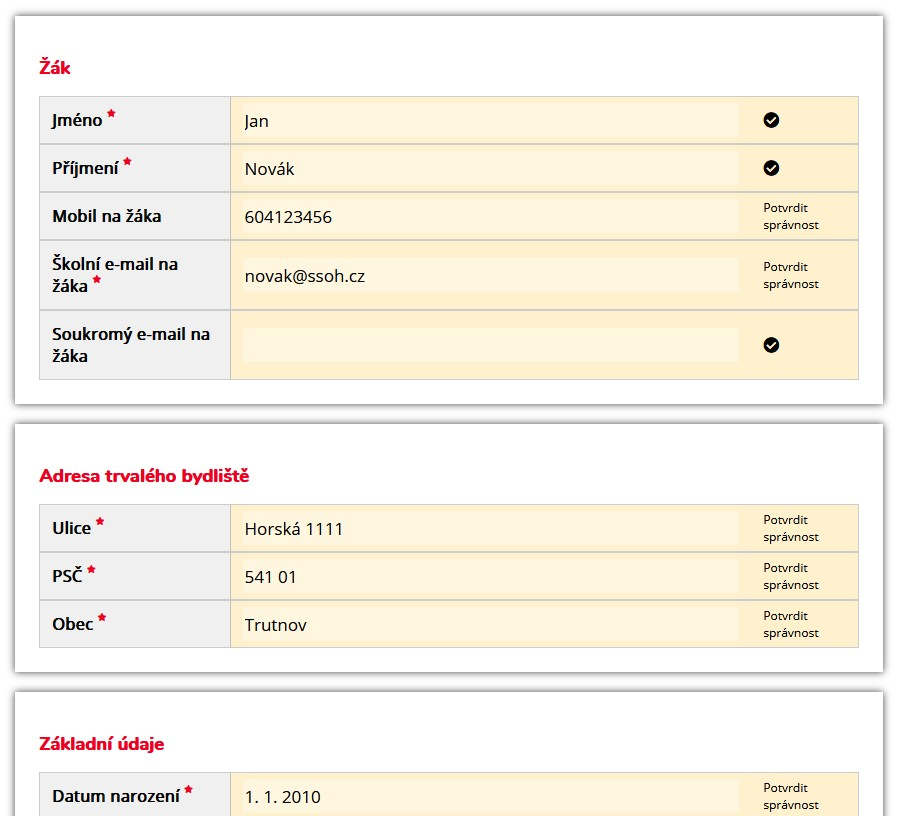 Žák
Jméno *
Jan
Příjmení *
Novák
Mobil na žáka
604123456
Potvrdit
správnost
Školní e-mail na
žáka *
novak@ssoh.cz
Potvrdit
správnost
Soukromý e-mail na
žáka
Adresa trvalého bydliště
Ulice *
Horská 1111
Potvrdit
správnost
PSČ *
541 01
Potvrdit
správnost
Obec *
Trutnov
Potvrdit
správnost
Základní údaje
Datum narození *
1. 1. 2010
Potvrdit
správnost